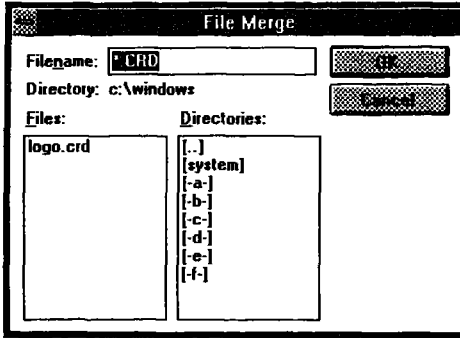 File Merge
Filename: *.CRD
OK
Directory: c:\windows
Cancel
Files:
Directories:
logo.crd
[..]
[system]
[-a-]
[-b-]
[-c-]
[-d-]
[-e-]
[-f-]